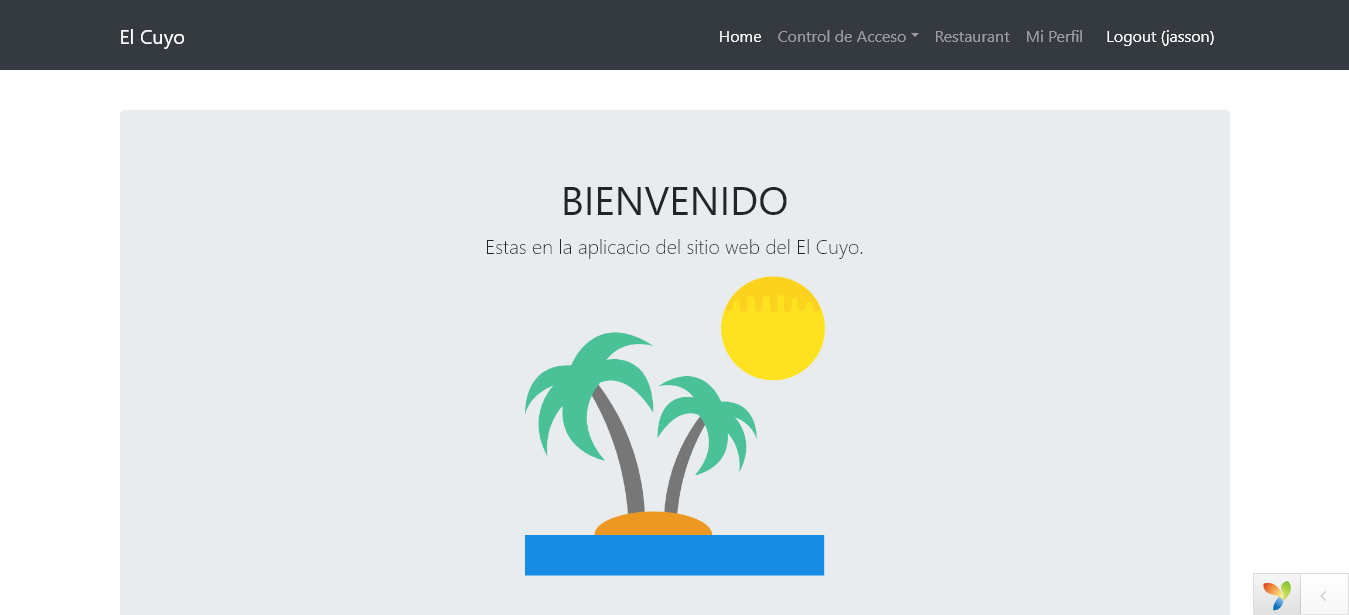 El Cuyo
Home Control de Acceso Restaurant Mi Perfil Logout (jasson)
BIENVENIDO
Estas en la aplicacio del sitio web del El Cuyo.